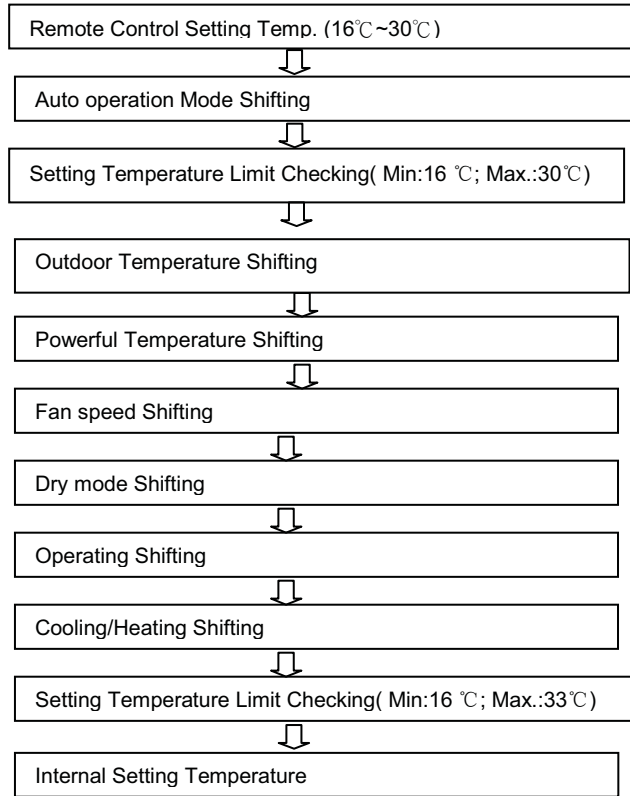 Remote Control Setting Temp. (16℃~30℃)
Auto operation Mode Shifting
Setting Temperature Limit Checking( Min:16 ℃; Max.:30℃)
Outdoor Temperature Shifting
Powerful Temperature Shifting
Fan speed Shifting
Dry mode Shifting
Operating Shifting
Cooling/Heating Shifting
Setting Temperature Limit Checking( Min:16 ℃; Max.:33℃)
Internal Setting Temperature